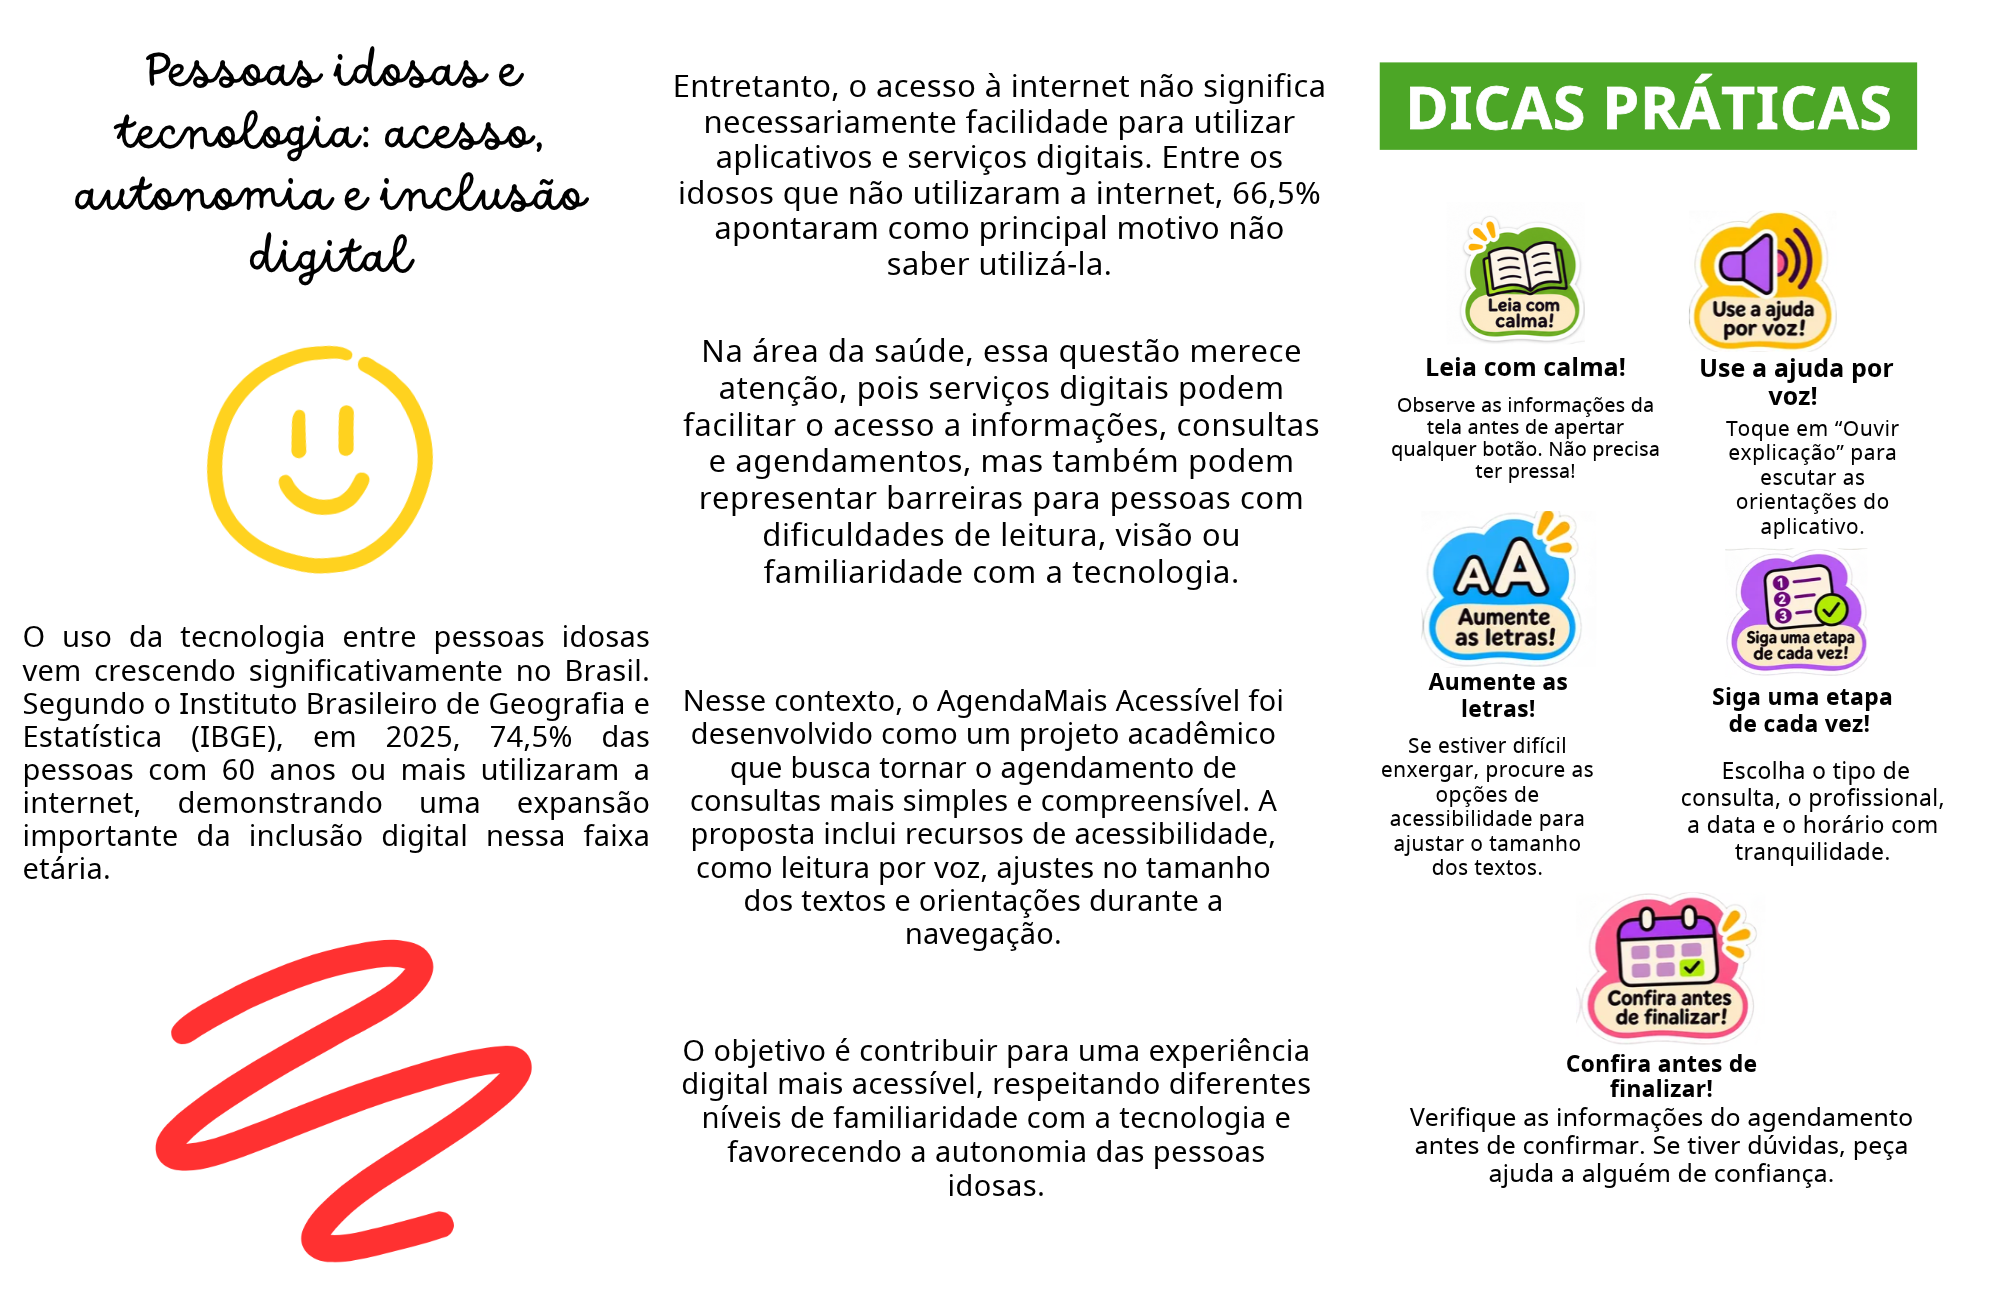 Pessoas idosas e
tecnologia: acesso,
autonomia e inclusão
digital
O uso da tecnologia entre pessoas idosas
vem crescendo significativamente no Brasil.
Segundo o Instituto Brasileiro de Geografia e
Estatística (IBGE), em 2025, 74,5% das
pessoas com 60 anos ou mais utilizaram a
internet, demonstrando uma expansão
importante da inclusão digital nessa faixa
etária.
Entretanto, o acesso à internet não significa
necessariamente facilidade para utilizar
aplicativos e serviços digitais. Entre os
idosos que não utilizaram a internet, 66,5%
apontaram como principal motivo não
saber utilizá-la.
Na área da saúde, essa questão merece
atenção, pois serviços digitais podem
facilitar o acesso a informações, consultas
e agendamentos, mas também podem
representar barreiras para pessoas com
dificuldades de leitura, visão ou
familiaridade com a tecnologia.
Nesse contexto, o AgendaMais Acessível foi
desenvolvido como um projeto acadêmico
que busca tornar o agendamento de
consultas mais simples e compreensível. A
proposta inclui recursos de acessibilidade,
como leitura por voz, ajustes no tamanho
dos textos e orientações durante a
navegação.
O objetivo é contribuir para uma experiência
digital mais acessível, respeitando diferentes
níveis de familiaridade com a tecnologia e
favorecendo a autonomia das pessoas
idosas.
DICAS PRÁTICAS
Leia com
calma!
Leia com calma!
Observe as informações da
tela antes de apertar
qualquer botão. Não precisa
ter pressa!
Use a ajuda
por voz!
Use a ajuda por
voz!
Toque em “Ouvir
explicação” para
escutar as
orientações do
aplicativo.
AA
Aumente
as letras!
Aumente as
letras!
Se estiver difícil
enxergar, procure as
opções de
acessibilidade para
ajustar o tamanho
dos textos.
1
2
3
Siga uma etapa
de cada vez!
Siga uma etapa
de cada vez!
Escolha o tipo de
consulta, o profissional,
a data e o horário com
tranquilidade.
Confira antes
de finalizar!
Confira antes de
finalizar!
Verifique as informações do agendamento
antes de confirmar. Se tiver dúvidas, peça
ajuda a alguém de confiança.